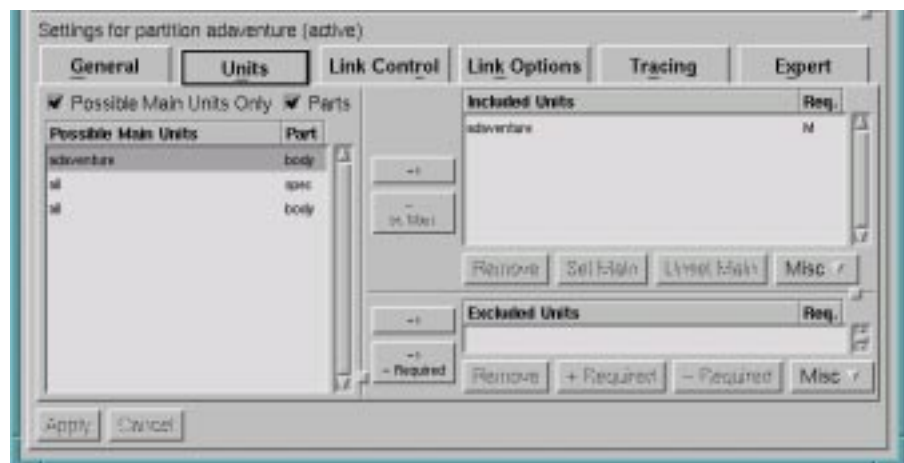 Settings for partition adaventure (active)
General Units Link Control Link Options Tracing Expert
Possible Main Units Only Parts
Possible Main Units Part
adaventure body
all spec
all body
Included Units Req.
adaventure M
Remove Set Main Unset Main Misc
Excluded Units Req.
- Required
Remove + Required - Required Misc
Apply Cancel